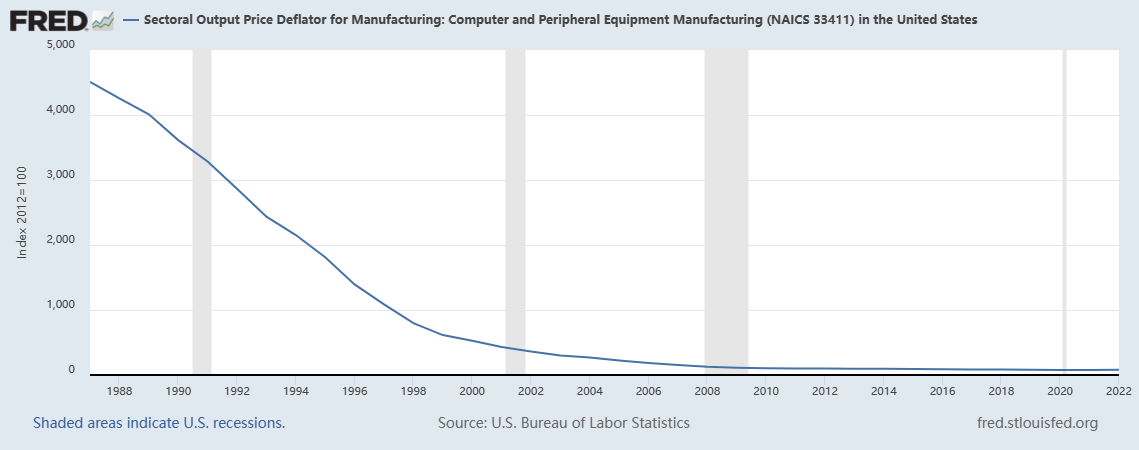 FRED
Sectoral Output Price Deflator for Manufacturing: Computer and Peripheral Equipment Manufacturing (NAICS 33411) in the United States
5,000
4,000
3,000
2,000
1,000
0
Index 2012=100
1988 1990 1992 1994 1996 1998 2000 2002 2004 2006 2008 2010 2012 2014 2016 2018 2020 2022
Shaded areas indicate U.S. recessions. Source: U.S. Bureau of Labor Statistics fred.stlouisfed.org